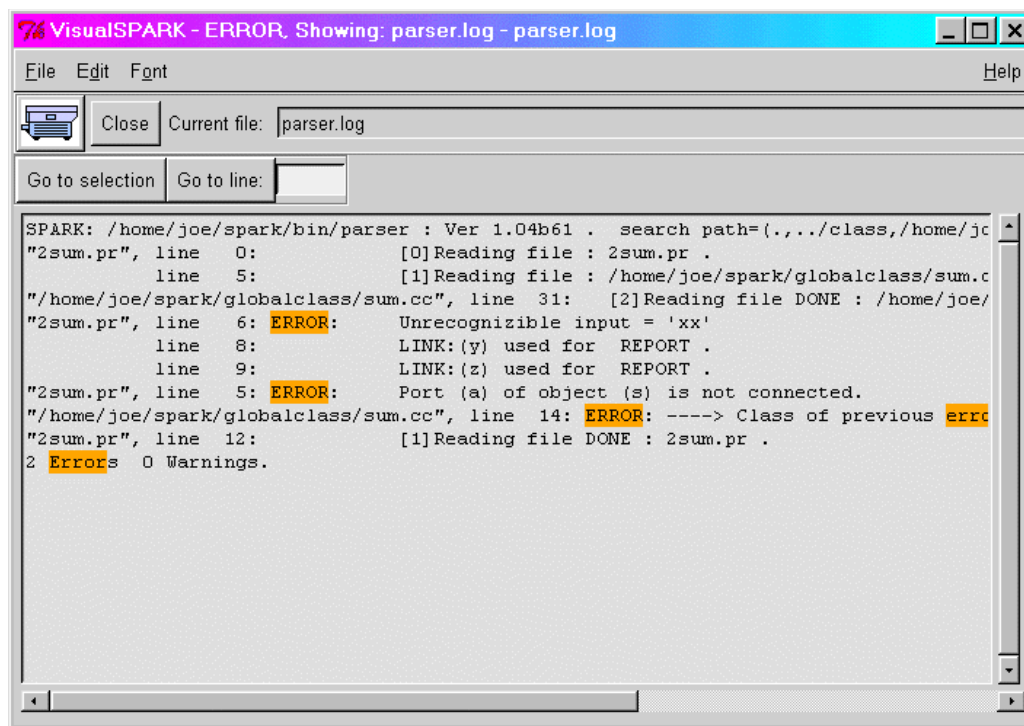 VisualSPARK - ERROR, Showing: parser.log - parser.log
File Edit Font Help
Close Current file: parser.log
Go to selection Go to line:
SPARK: /home/joe/spark/bin/parser : Ver 1.04b61 . search path=(.,../class,/home/jo
"2sum.pr", line 0: [0]Reading file : 2sum.pr .
line 5: [1]Reading file : /home/joe/spark/globalclass/sum.c
"/home/joe/spark/globalclass/sum.cc", line 31: [2]Reading file DONE : /home/joe/
"2sum.pr", line 6: ERROR: Unrecognizible input = 'xx'
line 8: LINK:(y) used for REPORT .
line 9: LINK:(z) used for REPORT .
"2sum.pr", line 5: ERROR: Port (a) of object (s) is not connected.
"/home/joe/spark/globalclass/sum.cc", line 14: ERROR: ----> Class of previous erro
"2sum.pr", line 12: [1]Reading file DONE : 2sum.pr .
2 Errors 0 Warnings.